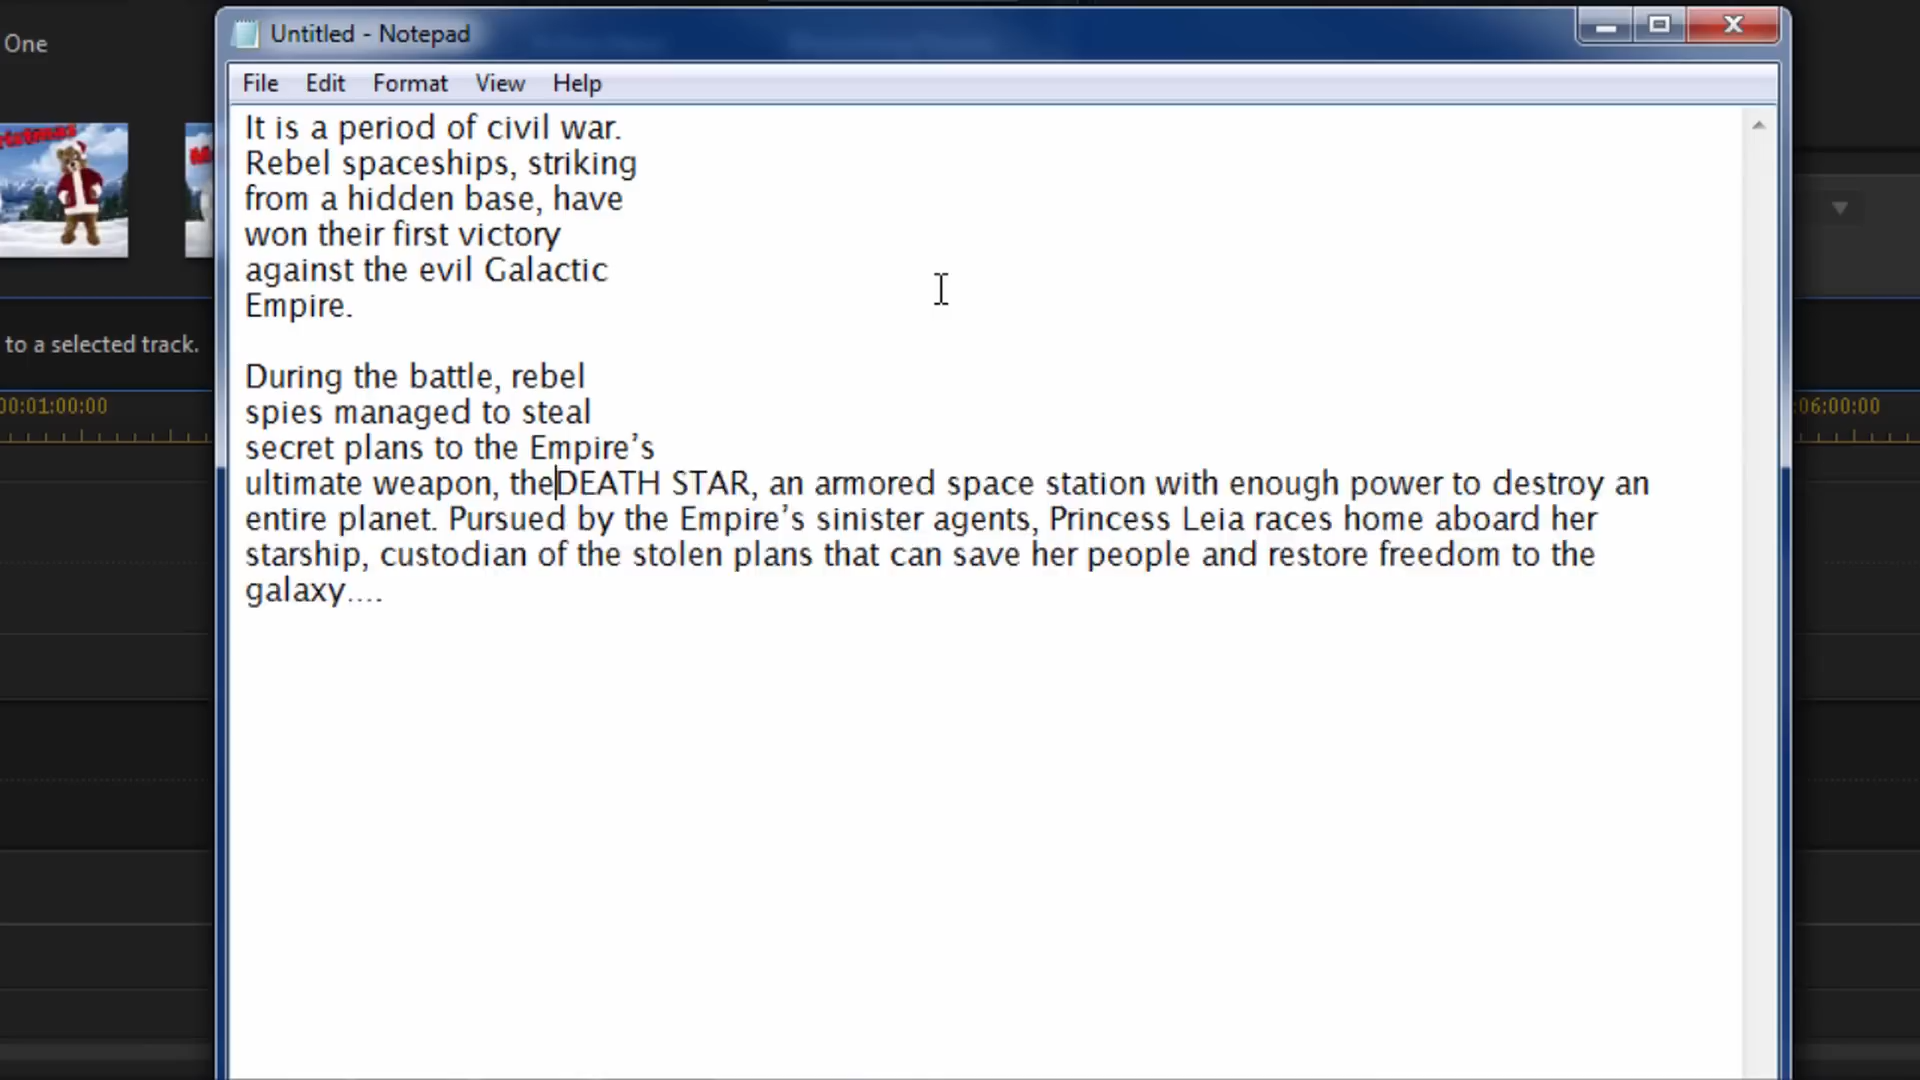 One
Untitled - Notepad
File Edit Format View Help
It is a period of civil war.
Rebel spaceships, striking
from a hidden base, have
won their first victory
against the evil Galactic
Empire.
During the battle, rebel
spies managed to steal
secret plans to the Empire’s
ultimate weapon, theDEATH STAR, an armored space station with enough power to destroy an
entire planet. Pursued by the Empire’s sinister agents, Princess Leia races home aboard her
starship, custodian of the stolen plans that can save her people and restore freedom to the
galaxy....
to a selected track.
00:01:00:00
:06:00:00